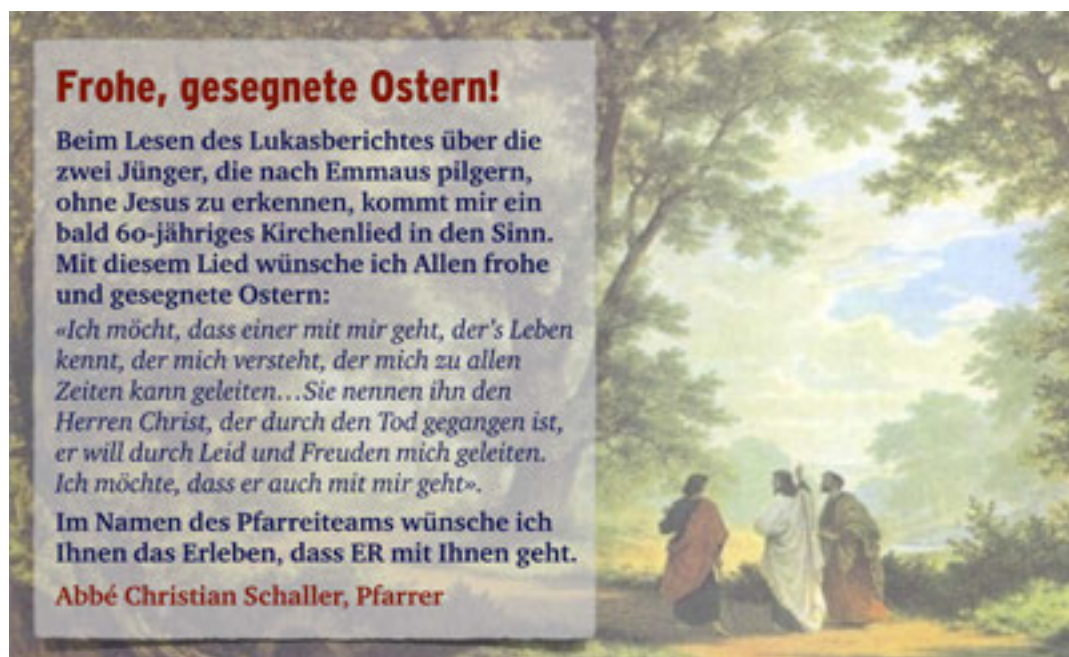 Frohe, gesegnete Ostern!
Beim Lesen des Lukasberichtes über die
zwei Jünger, die nach Emmaus pilgern,
ohne Jesus zu erkennen, kommt mir ein
bald 60-jähriges Kirchenlied in den Sinn.
Mit diesem Lied wünsche ich Allen frohe
und gesegnete Ostern:
«Ich möcht, dass einer mit mir geht, der's Leben
kennt, der mich versteht, der mich zu allen
Zeiten kann geleiten...Sie nennen ihn den
Herren Christ, der durch den Tod gegangen ist,
er will durch Leid und Freuden mich geleiten.
Ich möchte, dass er auch mit mir geht».
Im Namen des Pfarreiteams wünsche ich
Ihnen das Erleben, dass ER mit Ihnen geht.
Abbé Christian Schaller, Pfarrer